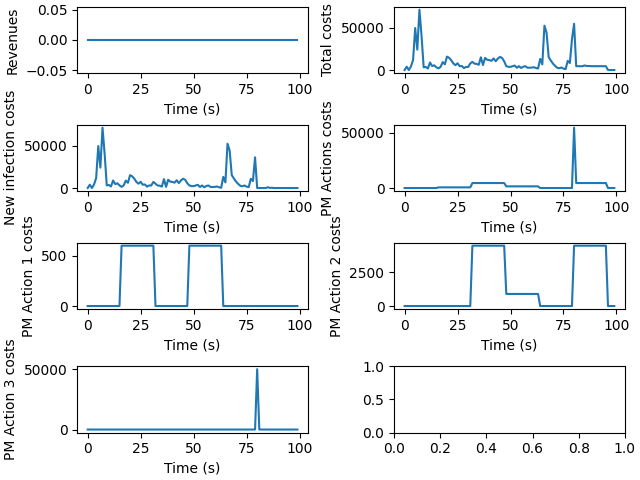 Revenues
0.05
0.00
−0.05
0 25 50 75 100
Time (s)
Total costs
50000
0
0 25 50 75 100
Time (s)
New infection costs
50000
0
0 25 50 75 100
Time (s)
PM Actions costs
50000
0
0 25 50 75 100
Time (s)
PM Action 1 costs
500
0
0 25 50 75 100
Time (s)
PM Action 2 costs
2500
0
0 25 50 75 100
Time (s)
PM Action 3 costs
50000
0
0 25 50 75 100
Time (s)
1.0
0.5
0.0
0.0 0.2 0.4 0.6 0.8 1.0